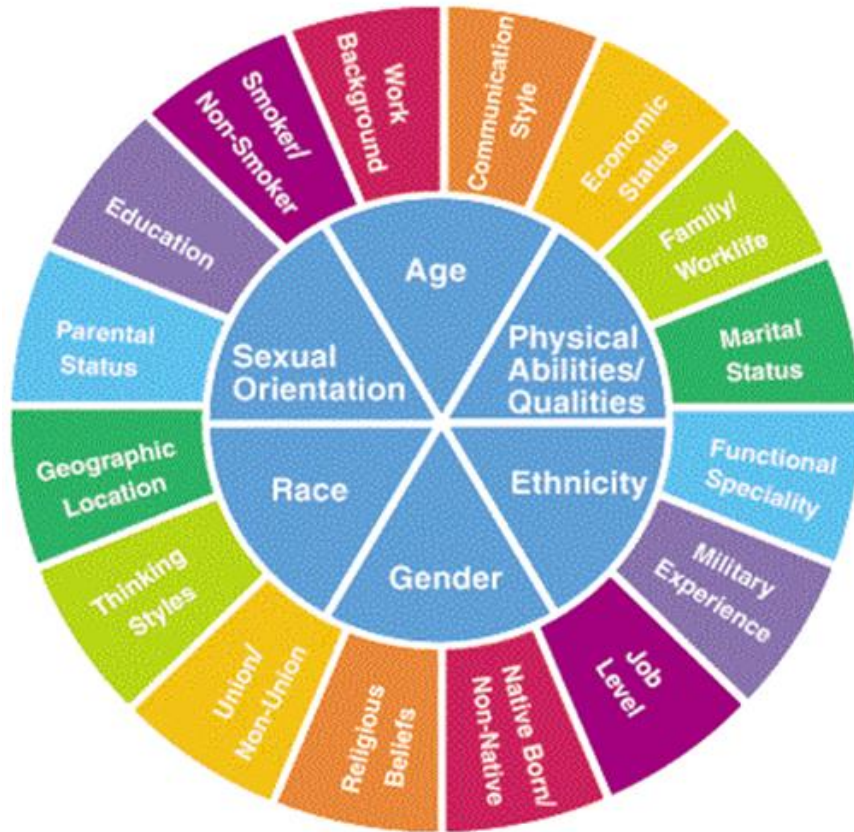 Work
Background
Communication
Style
Economic
Status
Family/
Worklife
Marital
Status
Functional
Speciality
Military
Experience
Job
Level
Native Born/
Non-Native
Religious
Beliefs
Union/
Non-Union
Thinking
Styles
Geographic
Location
Parental
Status
Education
Smoker/
Non-Smoker
Age
Physical
Abilities/
Qualities
Ethnicity
Gender
Race
Sexual
Orientation